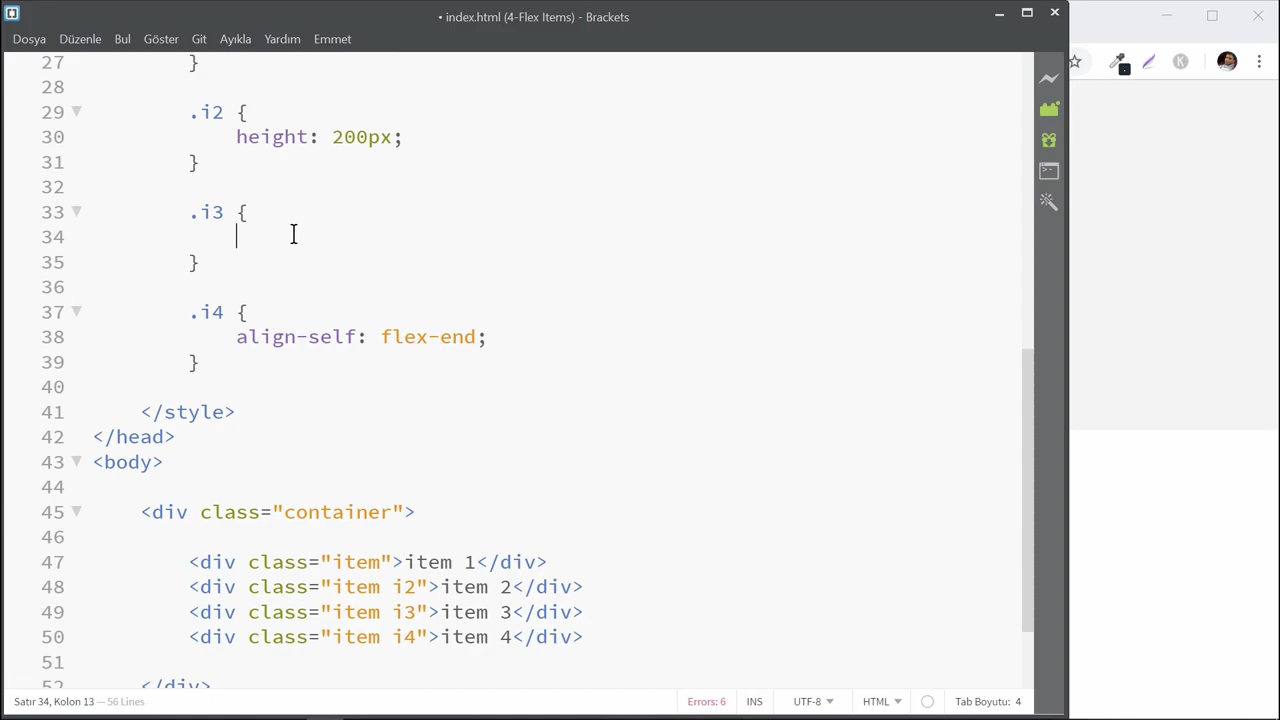 • index.html (4-Flex Items) - Brackets
Dosya Düzenle Bul Göster Git Ayıkla Yardım Emmet
27 }
28
29 .i2 {
30 height: 200px;
31 }
32
33 .i3 {
34
35 }
36
37 .i4 {
38 align-self: flex-end;
39 }
40
41 </style>
42 </head>
43 <body>
44
45 <div class="container">
46
47 <div class="item">item 1</div>
48 <div class="item i2">item 2</div>
49 <div class="item i3">item 3</div>
50 <div class="item i4">item 4</div>
51
52 </div>
Satır 34, Kolon 13 — 56 Lines Errors: 6 INS UTF-8 HTML Tab Boyutu: 4
K